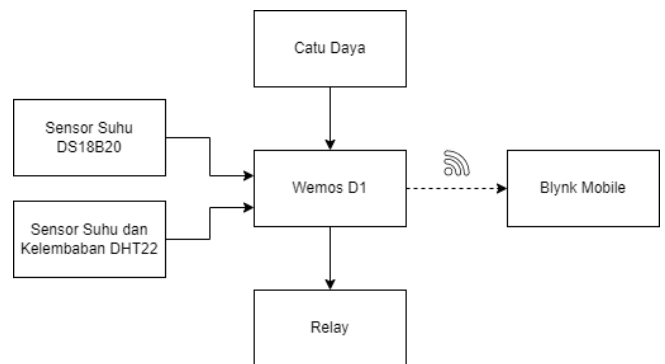 Catu Daya
Sensor Suhu
DS18B20
Wemos D1
Blynk Mobile
Sensor Suhu dan
Kelembaban DHT22
Relay